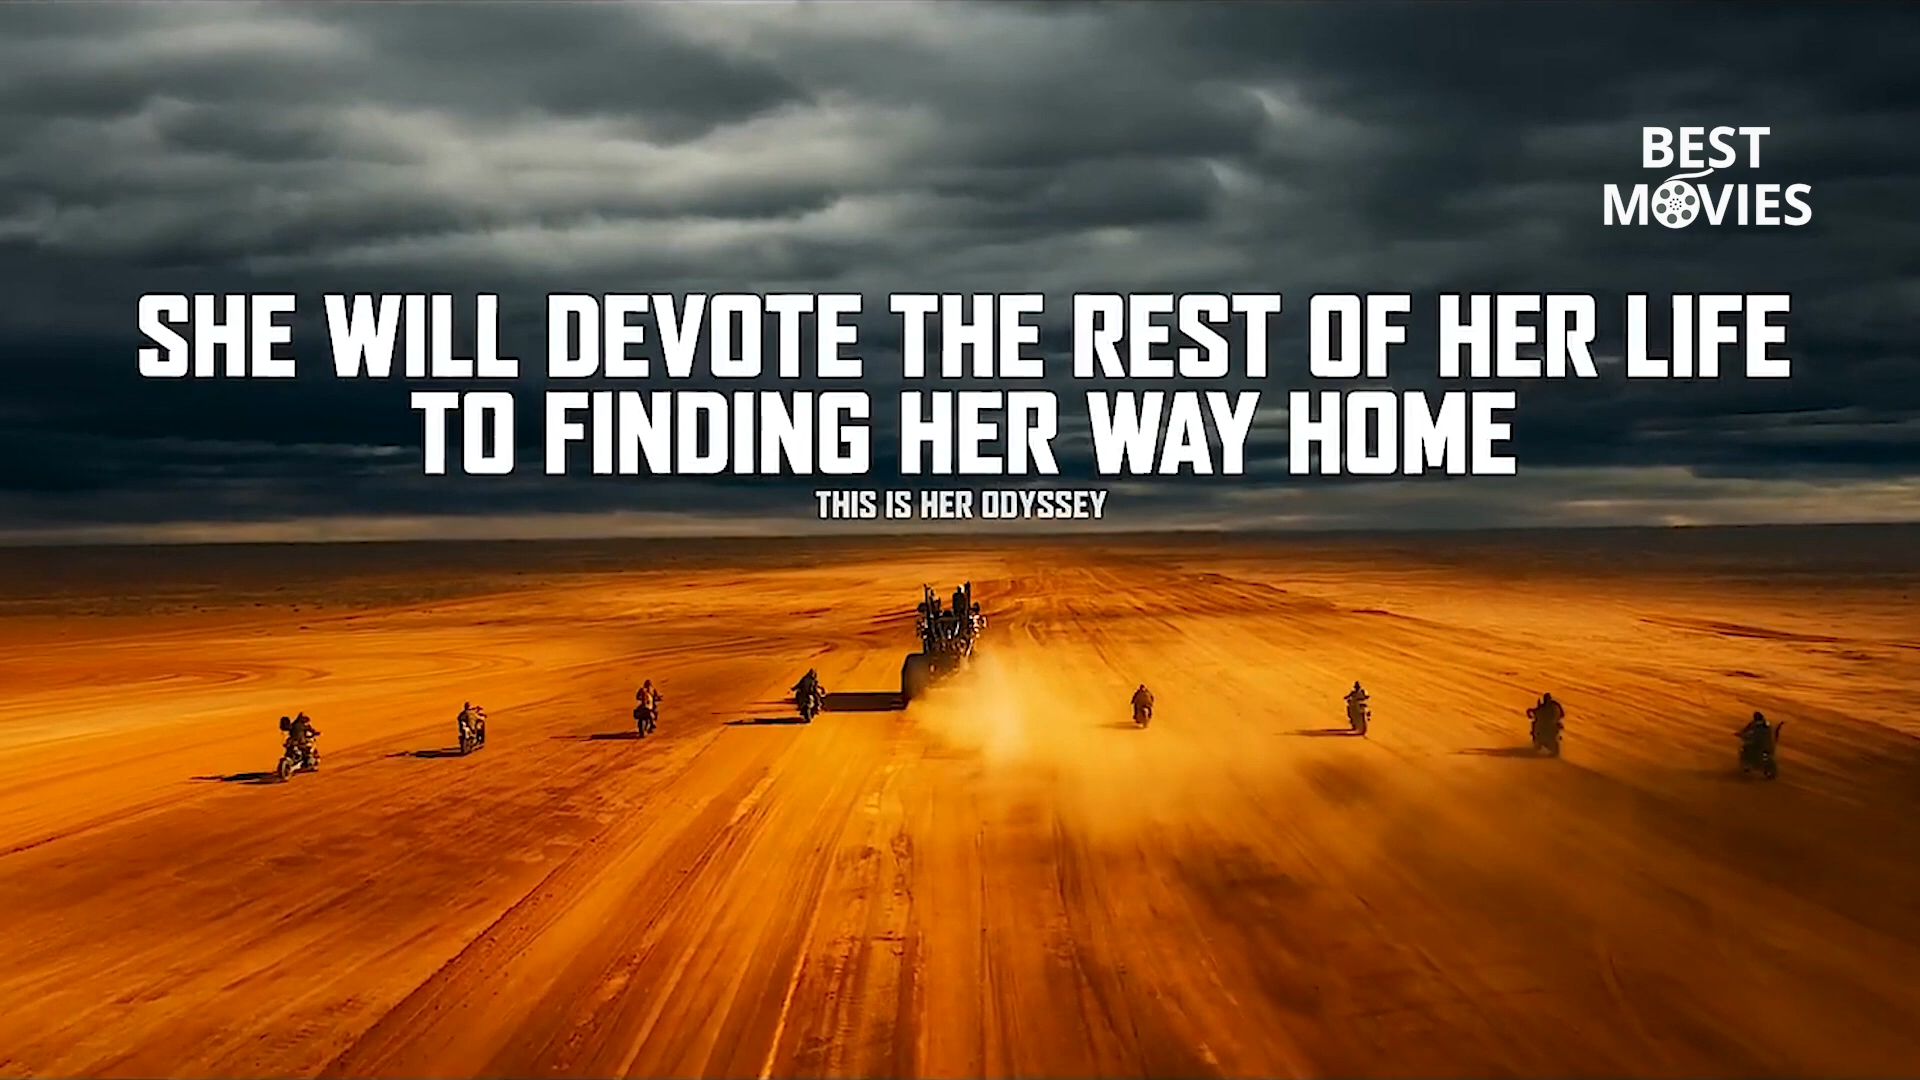 BEST
MOVIES
SHE WILL DEVOTE THE REST OF HER LIFE
TO FINDING HER WAY HOME
THIS IS HER ODYSSEY